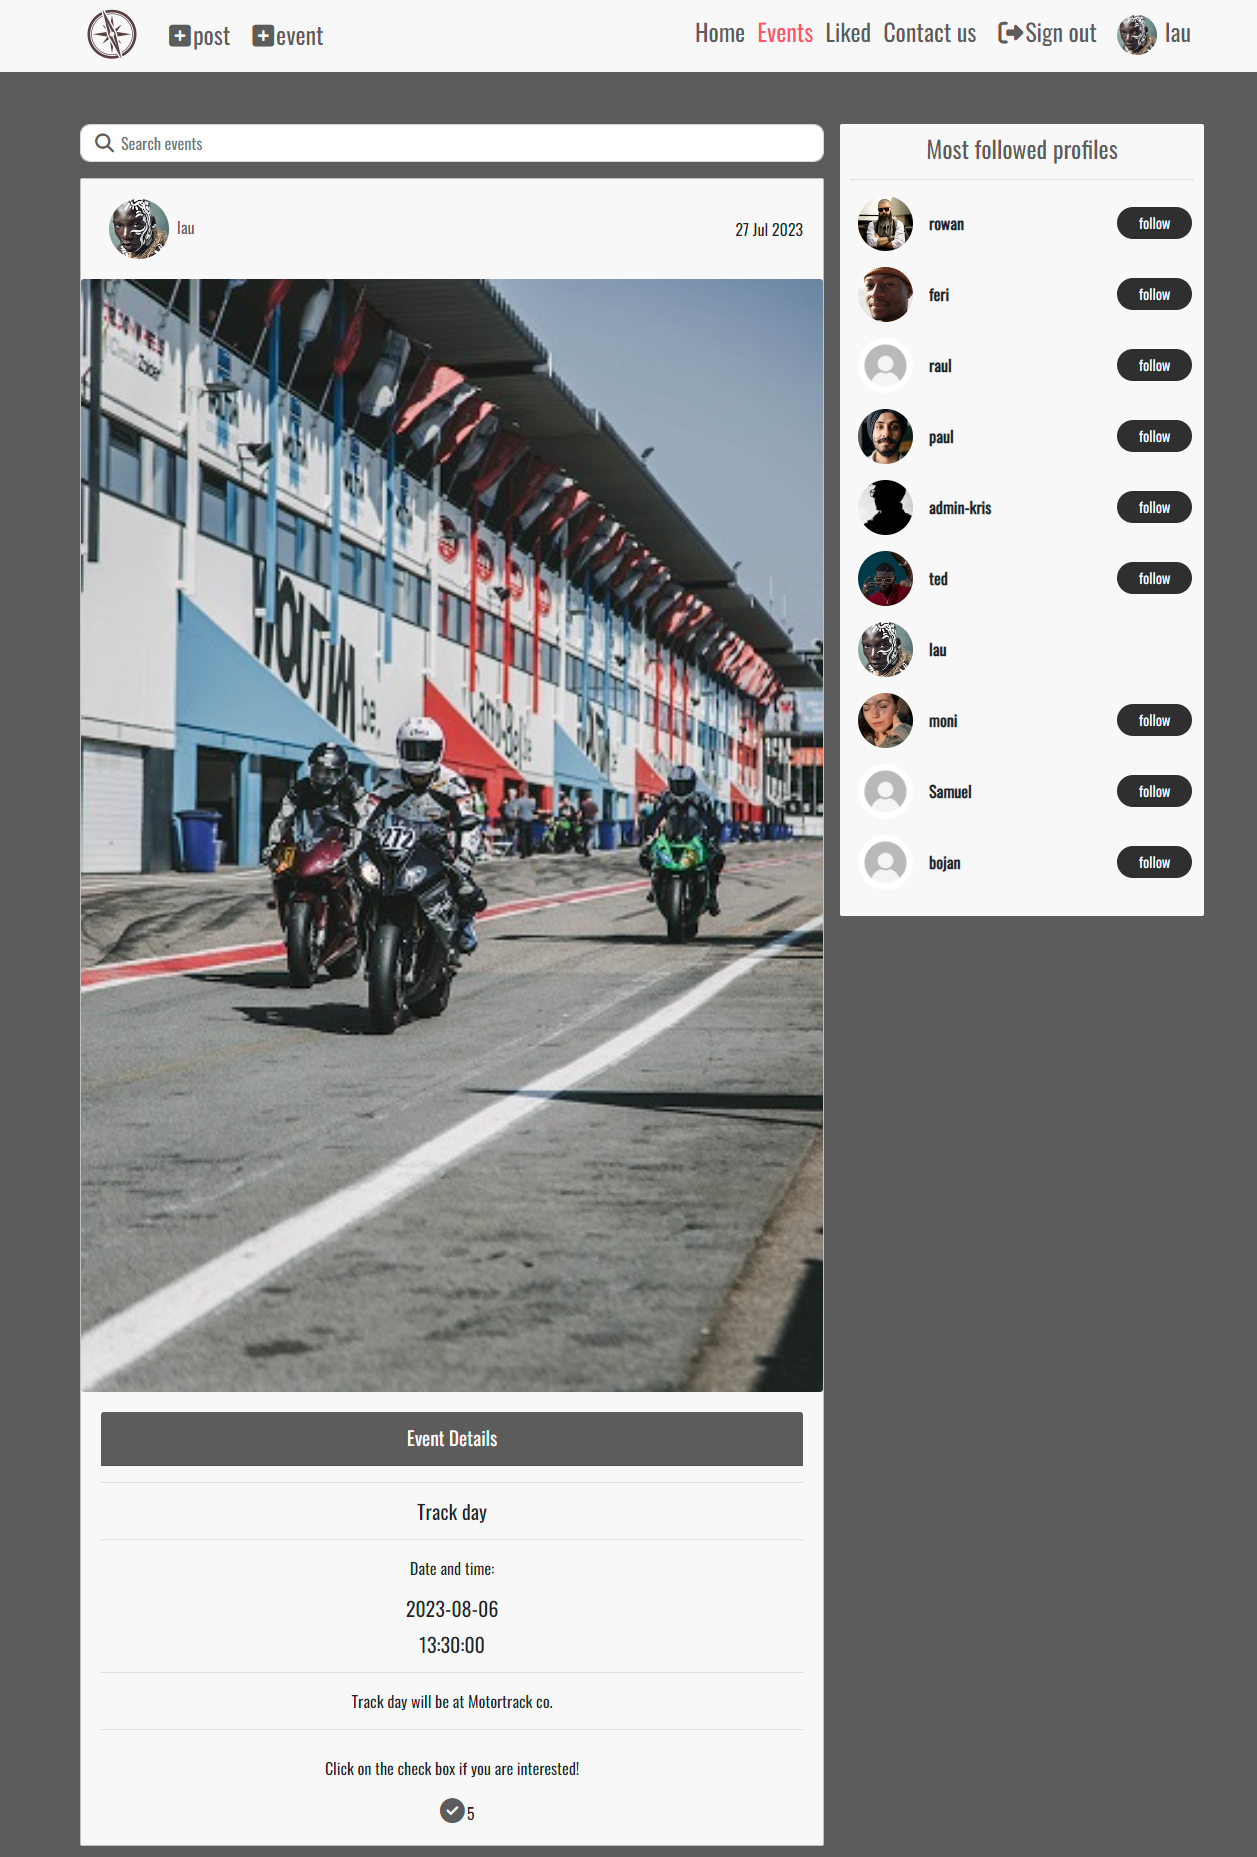 post event Home Events Liked Contact us Sign out lau
Search events
lau 27 Jul 2023
Circuit Zolder
212
Event Details
Track day
Date and time:
2023-08-06
13:30:00
Track day will be at Motortrack co.
Click on the check box if you are interested!
5
Most followed profiles
rowan follow
feri follow
raul follow
paul follow
admin-kris follow
ted follow
lau
moni follow
Samuel follow
bojan follow